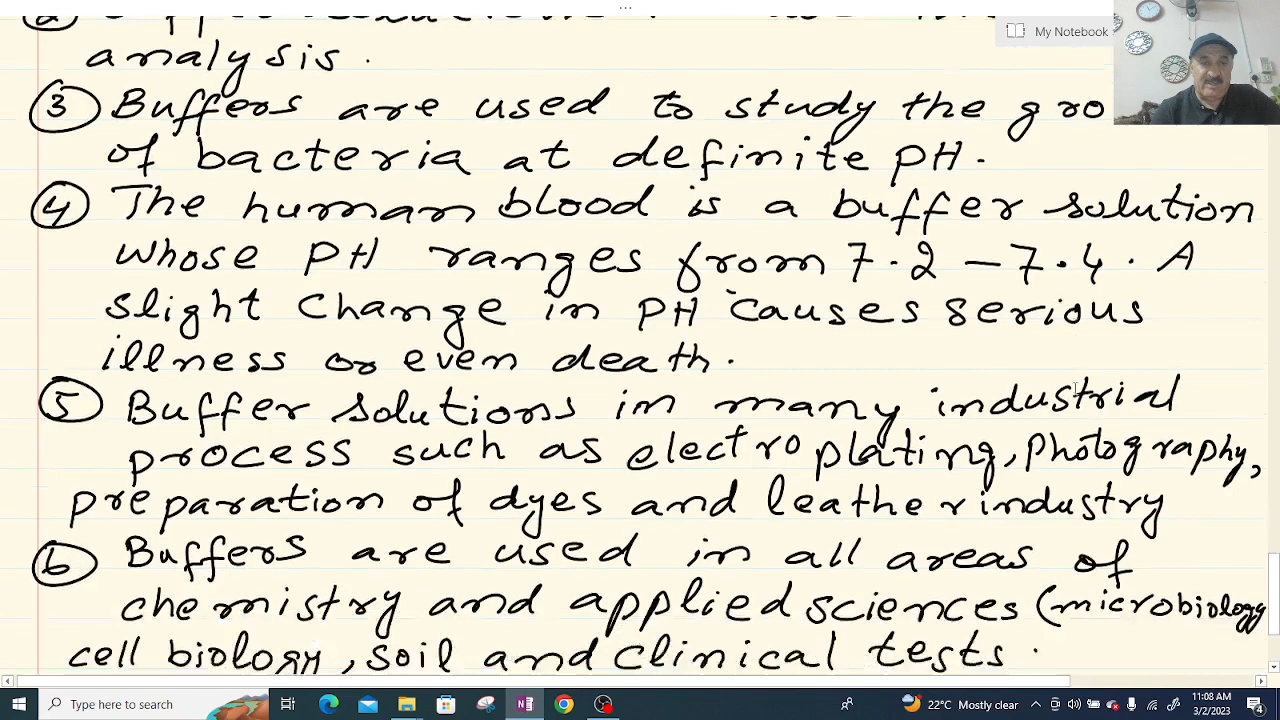 My Notebook
analysis.
③ Buffers are used to study the gro
of bacteria at definite PH.
④ The human blood is a buffer solution
whose PH ranges from 7.2 – 7.4. A
slight change in PH causes serious
illness or even death.
⑤ Buffer solutions in many industrial
process such as electroplating, photography,
preparation of dyes and leather industry
⑥ Buffers are used in all areas of
chemistry and applied sciences (microbiology
cell biology, soil and clinical tests.
Type here to search
22°C Mostly clear
11:08 AM
3/2/2023